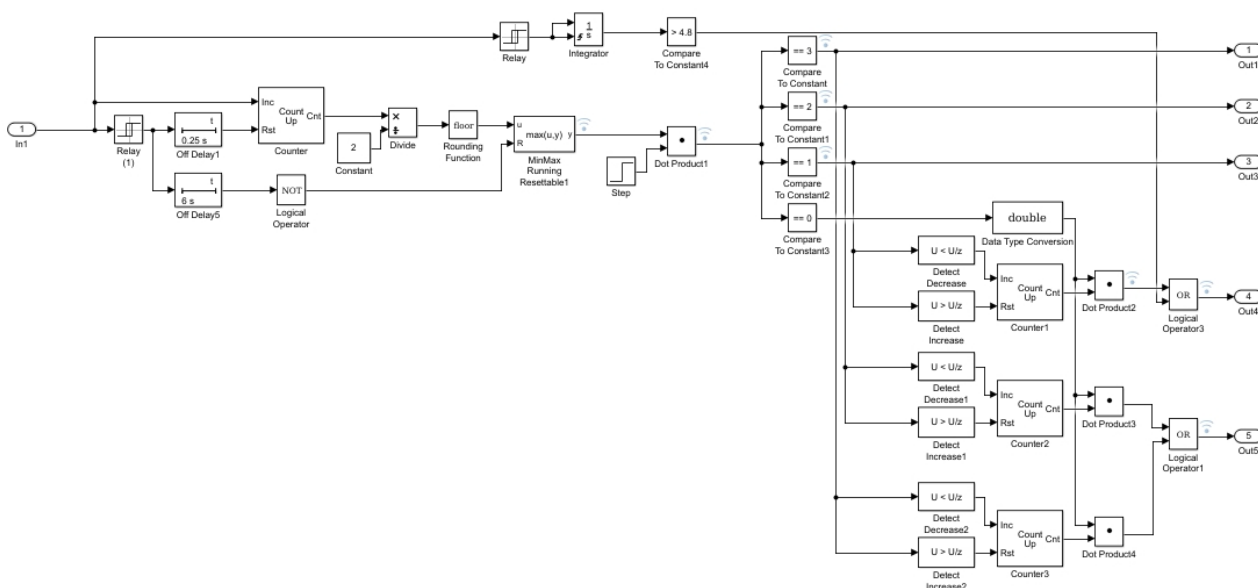 1
In1
Relay
1
s
Integrator
> 4.8
Compare
To Constant4
Relay
(1)
t
0.25 s
Off Delay1
t
6 s
Off Delay5
Inc
Rst
Count
Up
Cnt
Counter
2
Constant
×
÷
Divide
floor
Rounding
Function
NOT
Logical
Operator
u
R
max(u,y)
y
MinMax
Running
Resettable1
Step
Dot Product1
== 3
Compare
To Constant
== 2
Compare
To Constant1
== 1
Compare
To Constant2
== 0
Compare
To Constant3
1
Out1
2
Out2
3
Out3
double
Data Type Conversion
U < U/z
Detect
Decrease
U > U/z
Detect
Increase
Inc
Rst
Count
Up
Cnt
Counter1
Dot Product2
OR
Logical
Operator3
4
Out4
U < U/z
Detect
Decrease1
U > U/z
Detect
Increase1
Inc
Rst
Count
Up
Cnt
Counter2
Dot Product3
OR
Logical
Operator1
5
Out5
U < U/z
Detect
Decrease2
U > U/z
Detect
Increase2
Inc
Rst
Count
Up
Cnt
Counter3
Dot Product4